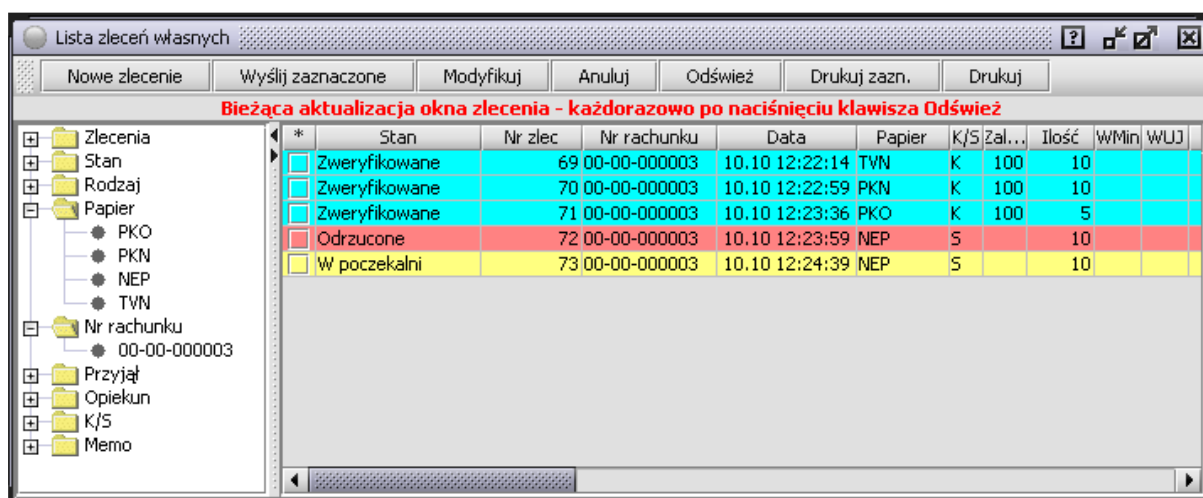 Lista zleceń własnych
Nowe zlecenie Wyślij zaznaczone Modyfikuj Anuluj Odśwież Drukuj zazn. Drukuj
Bieżąca aktualizacja okna zlecenia - każdorazowo po naciśnięciu klawisza Odśwież
Zlecenia
Stan
Rodzaj
Papier
PKO
PKN
NEP
TVN
Nr rachunku
00-00-000003
Przyjął
Opiekun
K/S
Memo
* Stan Nr zlec Nr rachunku Data Papier K/S Zal... Ilość WMin WUJ
Zweryfikowane 69 00-00-000003 10.10 12:22:14 TVN K 100 10
Zweryfikowane 70 00-00-000003 10.10 12:22:59 PKN K 100 10
Zweryfikowane 71 00-00-000003 10.10 12:23:36 PKO K 100 5
Odrzucone 72 00-00-000003 10.10 12:23:59 NEP S 10
W poczekalni 73 00-00-000003 10.10 12:24:39 NEP S 10